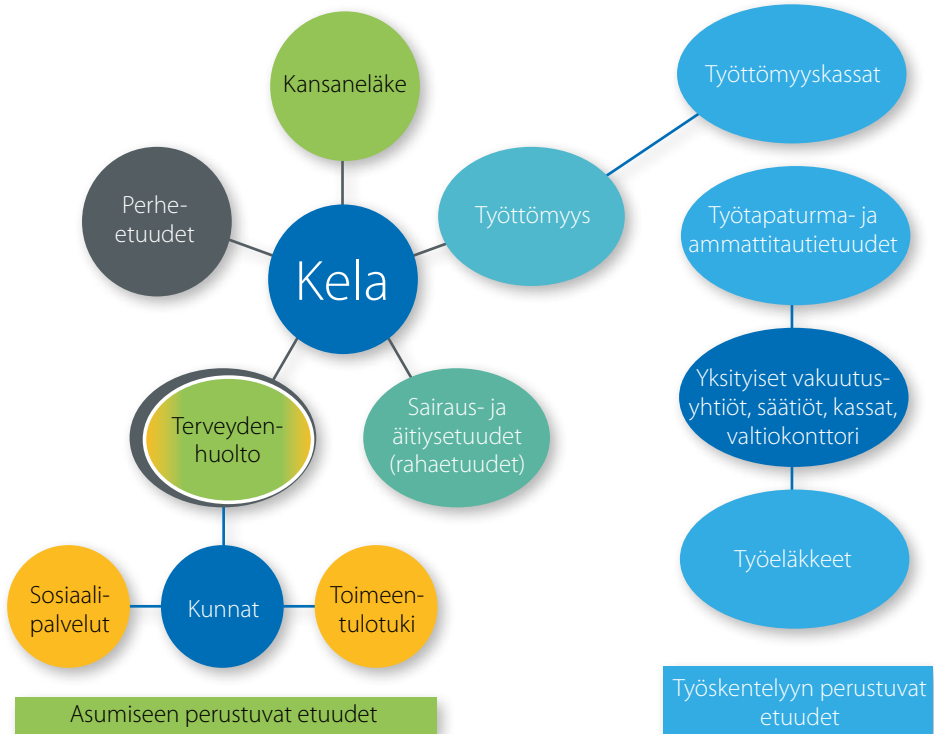 Kansaneläke
Työttömyyskassat
Perhe-
etuudet
Työttömyys
Työtapaturma- ja
ammattitautietuudet
Kela
Yksityiset vakuutus-
yhtiöt, säätiöt, kassat,
valtiokonttori
Terveyden-
huolto
Sairaus- ja
äitiysetuudet
(rahaetuudet)
Työeläkkeet
Sosiaali-
palvelut
Kunnat
Toimeen-
tulotuki
Asumiseen perustuvat etuudet
Työskentelyyn perustuvat
etuudet